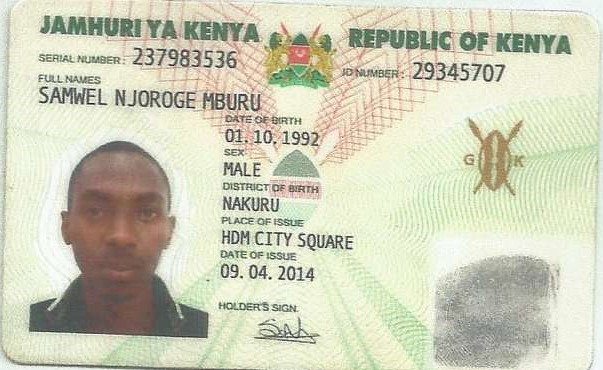 JAMHURI YA KENYA REPUBLIC OF KENYA
SERIAL NUMBER: 237983536 ID NUMBER: 29345707
FULL NAMES
SAMWEL NJOROGE MBURU
DATE OF BIRTH
01. 10. 1992
SEX
MALE
DISTRICT OF BIRTH
NAKURU
PLACE OF ISSUE
HDM CITY SQUARE
DATE OF ISSUE
09. 04. 2014
HOLDER'S SIGN.
G K